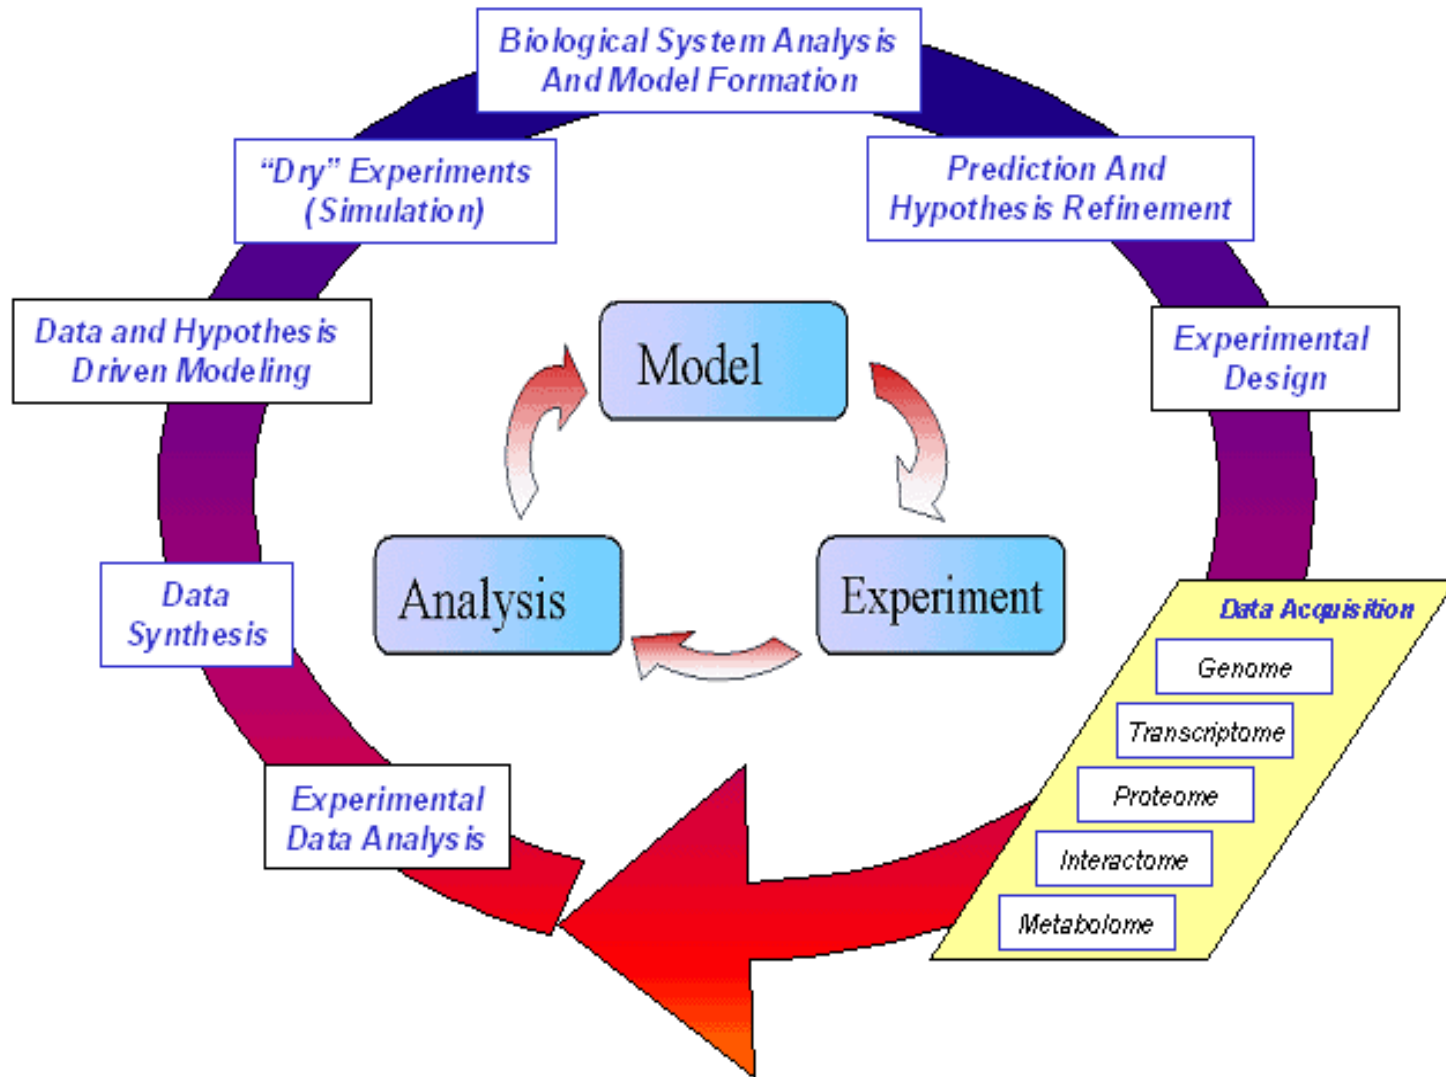 Biological System Analysis
And Model Formation
“Dry” Experiments
(Simulation)
Prediction And
Hypothesis Refinement
Data and Hypothesis
Driven Modeling
Experimental
Design
Model
Analysis
Experiment
Data
Synthesis
Data Acquisition
Genome
Transcriptome
Proteome
Interactome
Metabolome
Experimental
Data Analysis